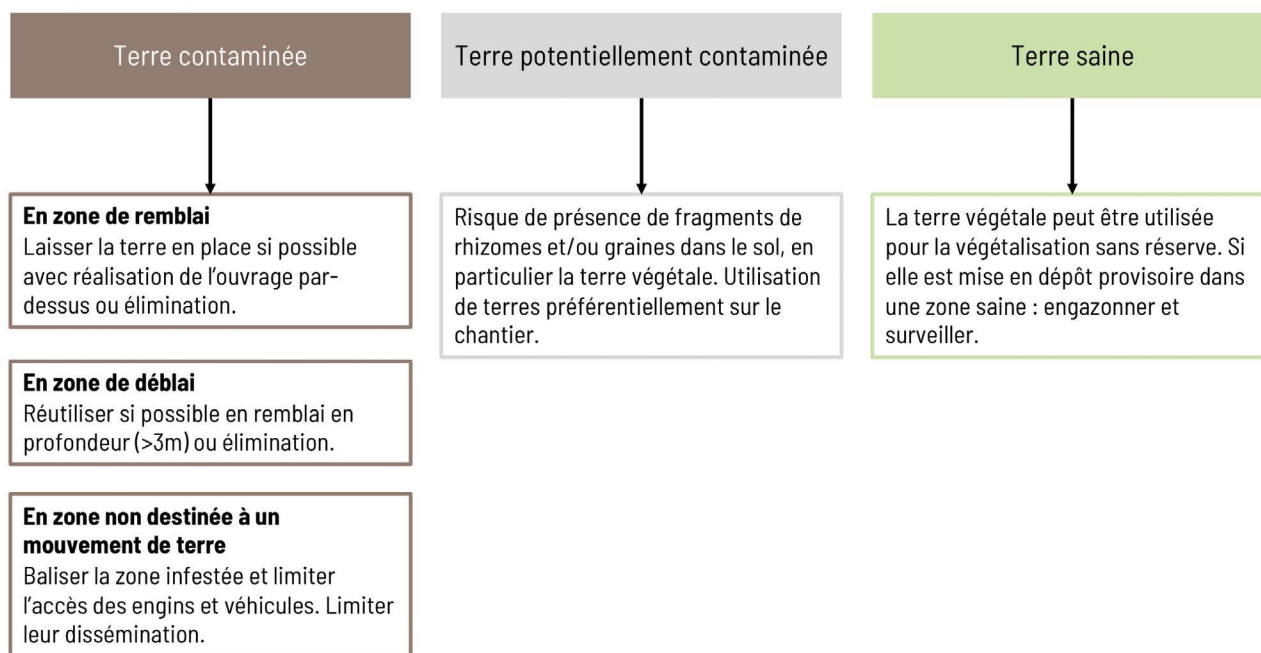 Terre contaminée
En zone de remblai
Laisser la terre en place si possible
avec réalisation de l'ouvrage par-
dessus ou élimination.
En zone de déblai
Réutiliser si possible en remblai en
profondeur (>3m) ou élimination.
En zone non destinée à un
mouvement de terre
Baliser la zone infestée et limiter
l'accès des engins et véhicules. Limiter
leur dissémination.
Terre potentiellement contaminée
Risque de présence de fragments de
rhizomes et/ou graines dans le sol, en
particulier la terre végétale. Utilisation
de terres préférentiellement sur le
chantier.
Terre saine
La terre végétale peut être utilisée
pour la végétalisation sans réserve. Si
elle est mise en dépôt provisoire dans
une zone saine : engazonner et
surveiller.